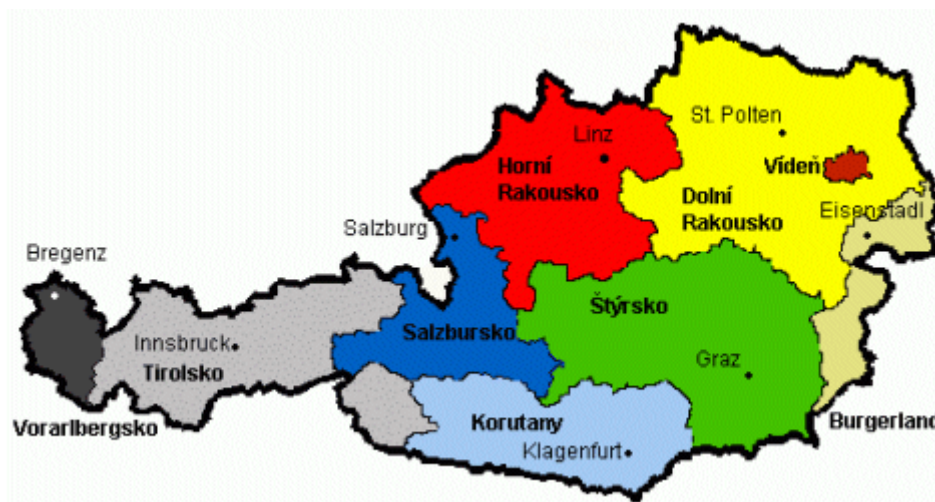 St. Polten
Linz
Vídeň
Horní
Rakousko
Dolní
Rakousko
Eisenstadl
Salzburg
Bregenz
Štýrsko
Salzbursko
Innsbruck
Tirolsko
Graz
Vorarlbergsko
Korutany
Burgerland
Klagenfurt